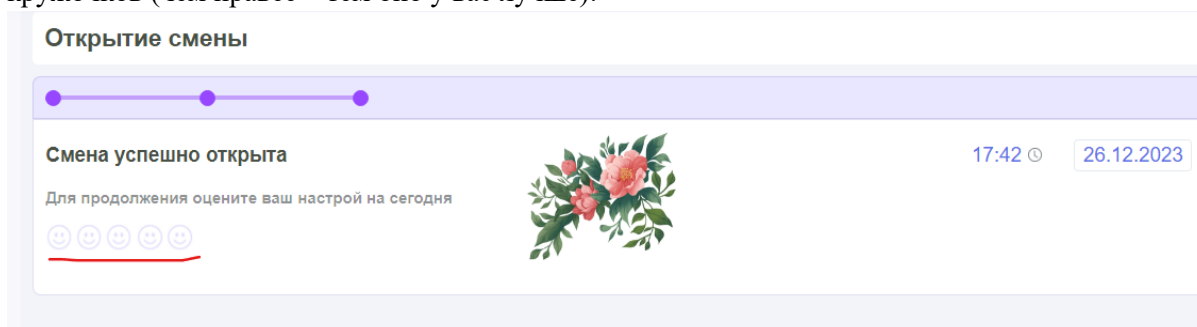 Открытие смены
Смена успешно открыта
17:42
26.12.2023
Для продолжения оцените ваш настрой на сегодня